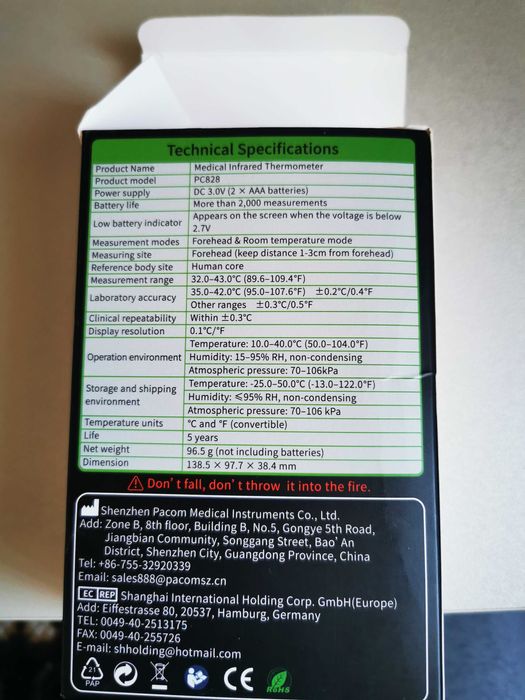 Technical Specifications
Product Name Medical Infrared Thermometer
Product model PC828
Power supply DC 3.0V (2 × AAA batteries)
Battery life More than 2,000 measurements
Low battery indicator Appears on the screen when the voltage is below
2.7V
Measurement modes Forehead & Room temperature mode
Measuring site Forehead (keep distance 1-3cm from forehead)
Reference body site Human core
Measurement range 32.0-43.0°C (89.6-109.4°F)
Laboratory accuracy 35.0-42.0°C (95.0-107.6°F) ±0.2°C/0.4°F
Other ranges ±0.3°C/0.5°F
Clinical repeatability Within ±0.3°C
Display resolution 0.1°C/°F
Operation environment Temperature: 10.0-40.0°C (50.0-104.0°F)
Humidity: 15-95% RH, non-condensing
Atmospheric pressure: 70-106kPa
Storage and shipping environment Temperature: -25.0-50.0°C (-13.0-122.0°F)
Humidity: ≤95% RH, non-condensing
Atmospheric pressure: 70-106 kPa
Temperature units °C and °F (convertible)
Life 5 years
Net weight 96.5 g (not including batteries)
Dimension 138.5 × 97.7 × 38.4 mm
Don't fall, don't throw it into the fire.
Shenzhen Pacom Medical Instruments Co., Ltd.
Add: Zone B, 8th floor, Building B, No.5, Gongye 5th Road,
Jiangbian Community, Songgang Street, Bao' An
District, Shenzhen City, Guangdong Province, China
Tel: +86-755-32920339
Email: sales888@pacomsz.cn
EC REP Shanghai International Holding Corp. GmbH(Europe)
Add: Eiffestrasse 80, 20537, Hamburg, Germany
TEL: 0049-40-2513175
FAX: 0049-40-255726
E-mail: shholding@hotmail.com
21
PAP
CE
RoHS